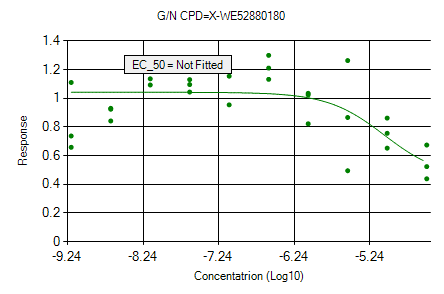 G/N CPD=X-WE52880180
1.4
EC_50 = Not Fitted
1.2
1
0.8
0.6
0.4
0.2
0
Response
-9.24 -8.24 -7.24 -6.24 -5.24
Concentatrion (Log10)